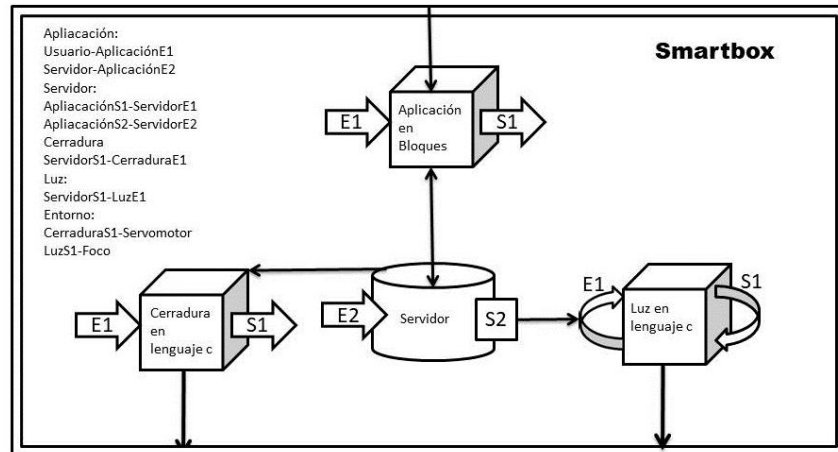 Apliacación:
Usuario-AplicaciónE1
Servidor-AplicaciónE2
Servidor:
ApliacaciónS1-ServidorE1
ApliacaciónS2-ServidorE2
Cerradura
ServidorS1-CerraduraE1
Luz:
ServidorS1-LuzE1
Entorno:
CerraduraS1-Servomotor
LuzS1-Foco
Smartbox
E1
Aplicación
en
Bloques
S1
E1
Cerradura
en
lenguaje c
S1
E2
Servidor
S2
E1
Luz en
lenguaje c
S1